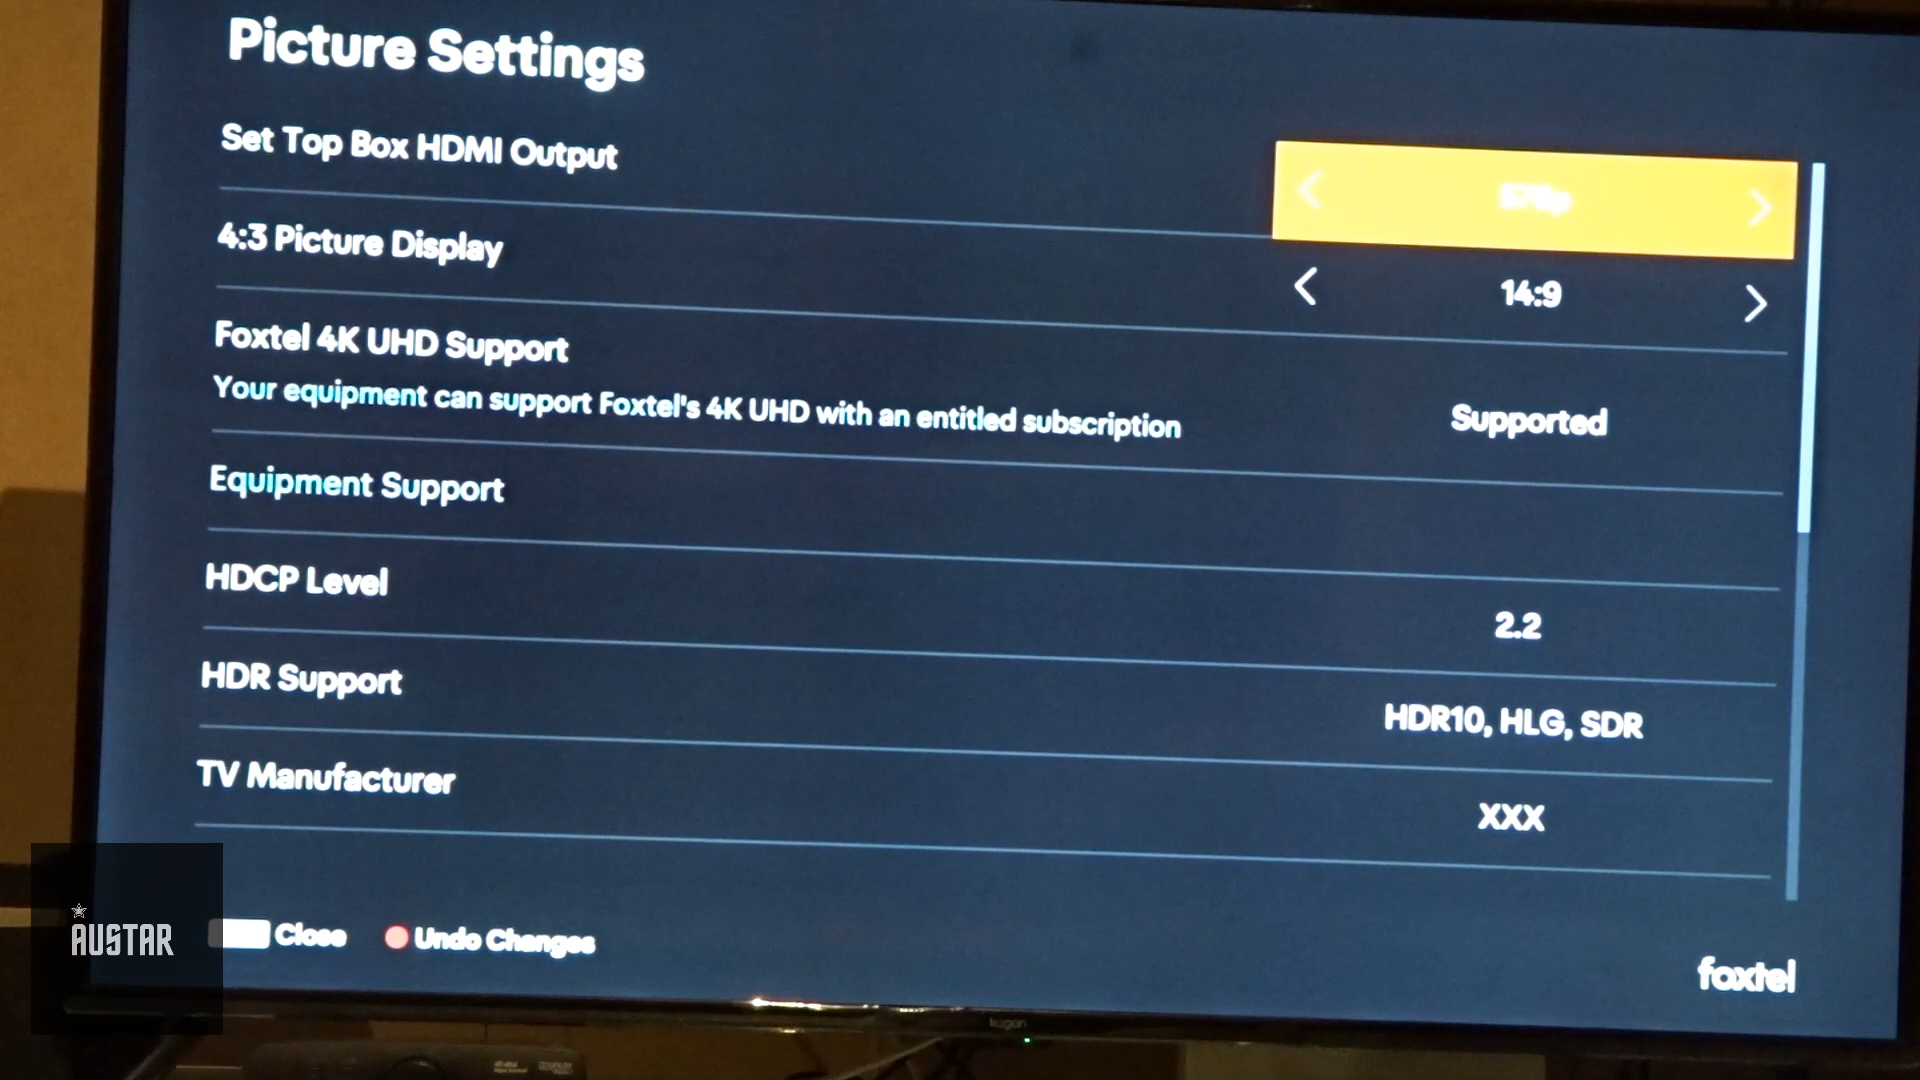 Picture Settings
Set Top Box HDMI Output
576p
4:3 Picture Display
14:9
Foxtel 4K UHD Support
Your equipment can support Foxtel's 4K UHD with an entitled subscription
Supported
Equipment Support
HDCP Level
2.2
HDR Support
HDR10, HLG, SDR
TV Manufacturer
XXX
Close
Undo Changes
foxtel
AUSTAR
kogan